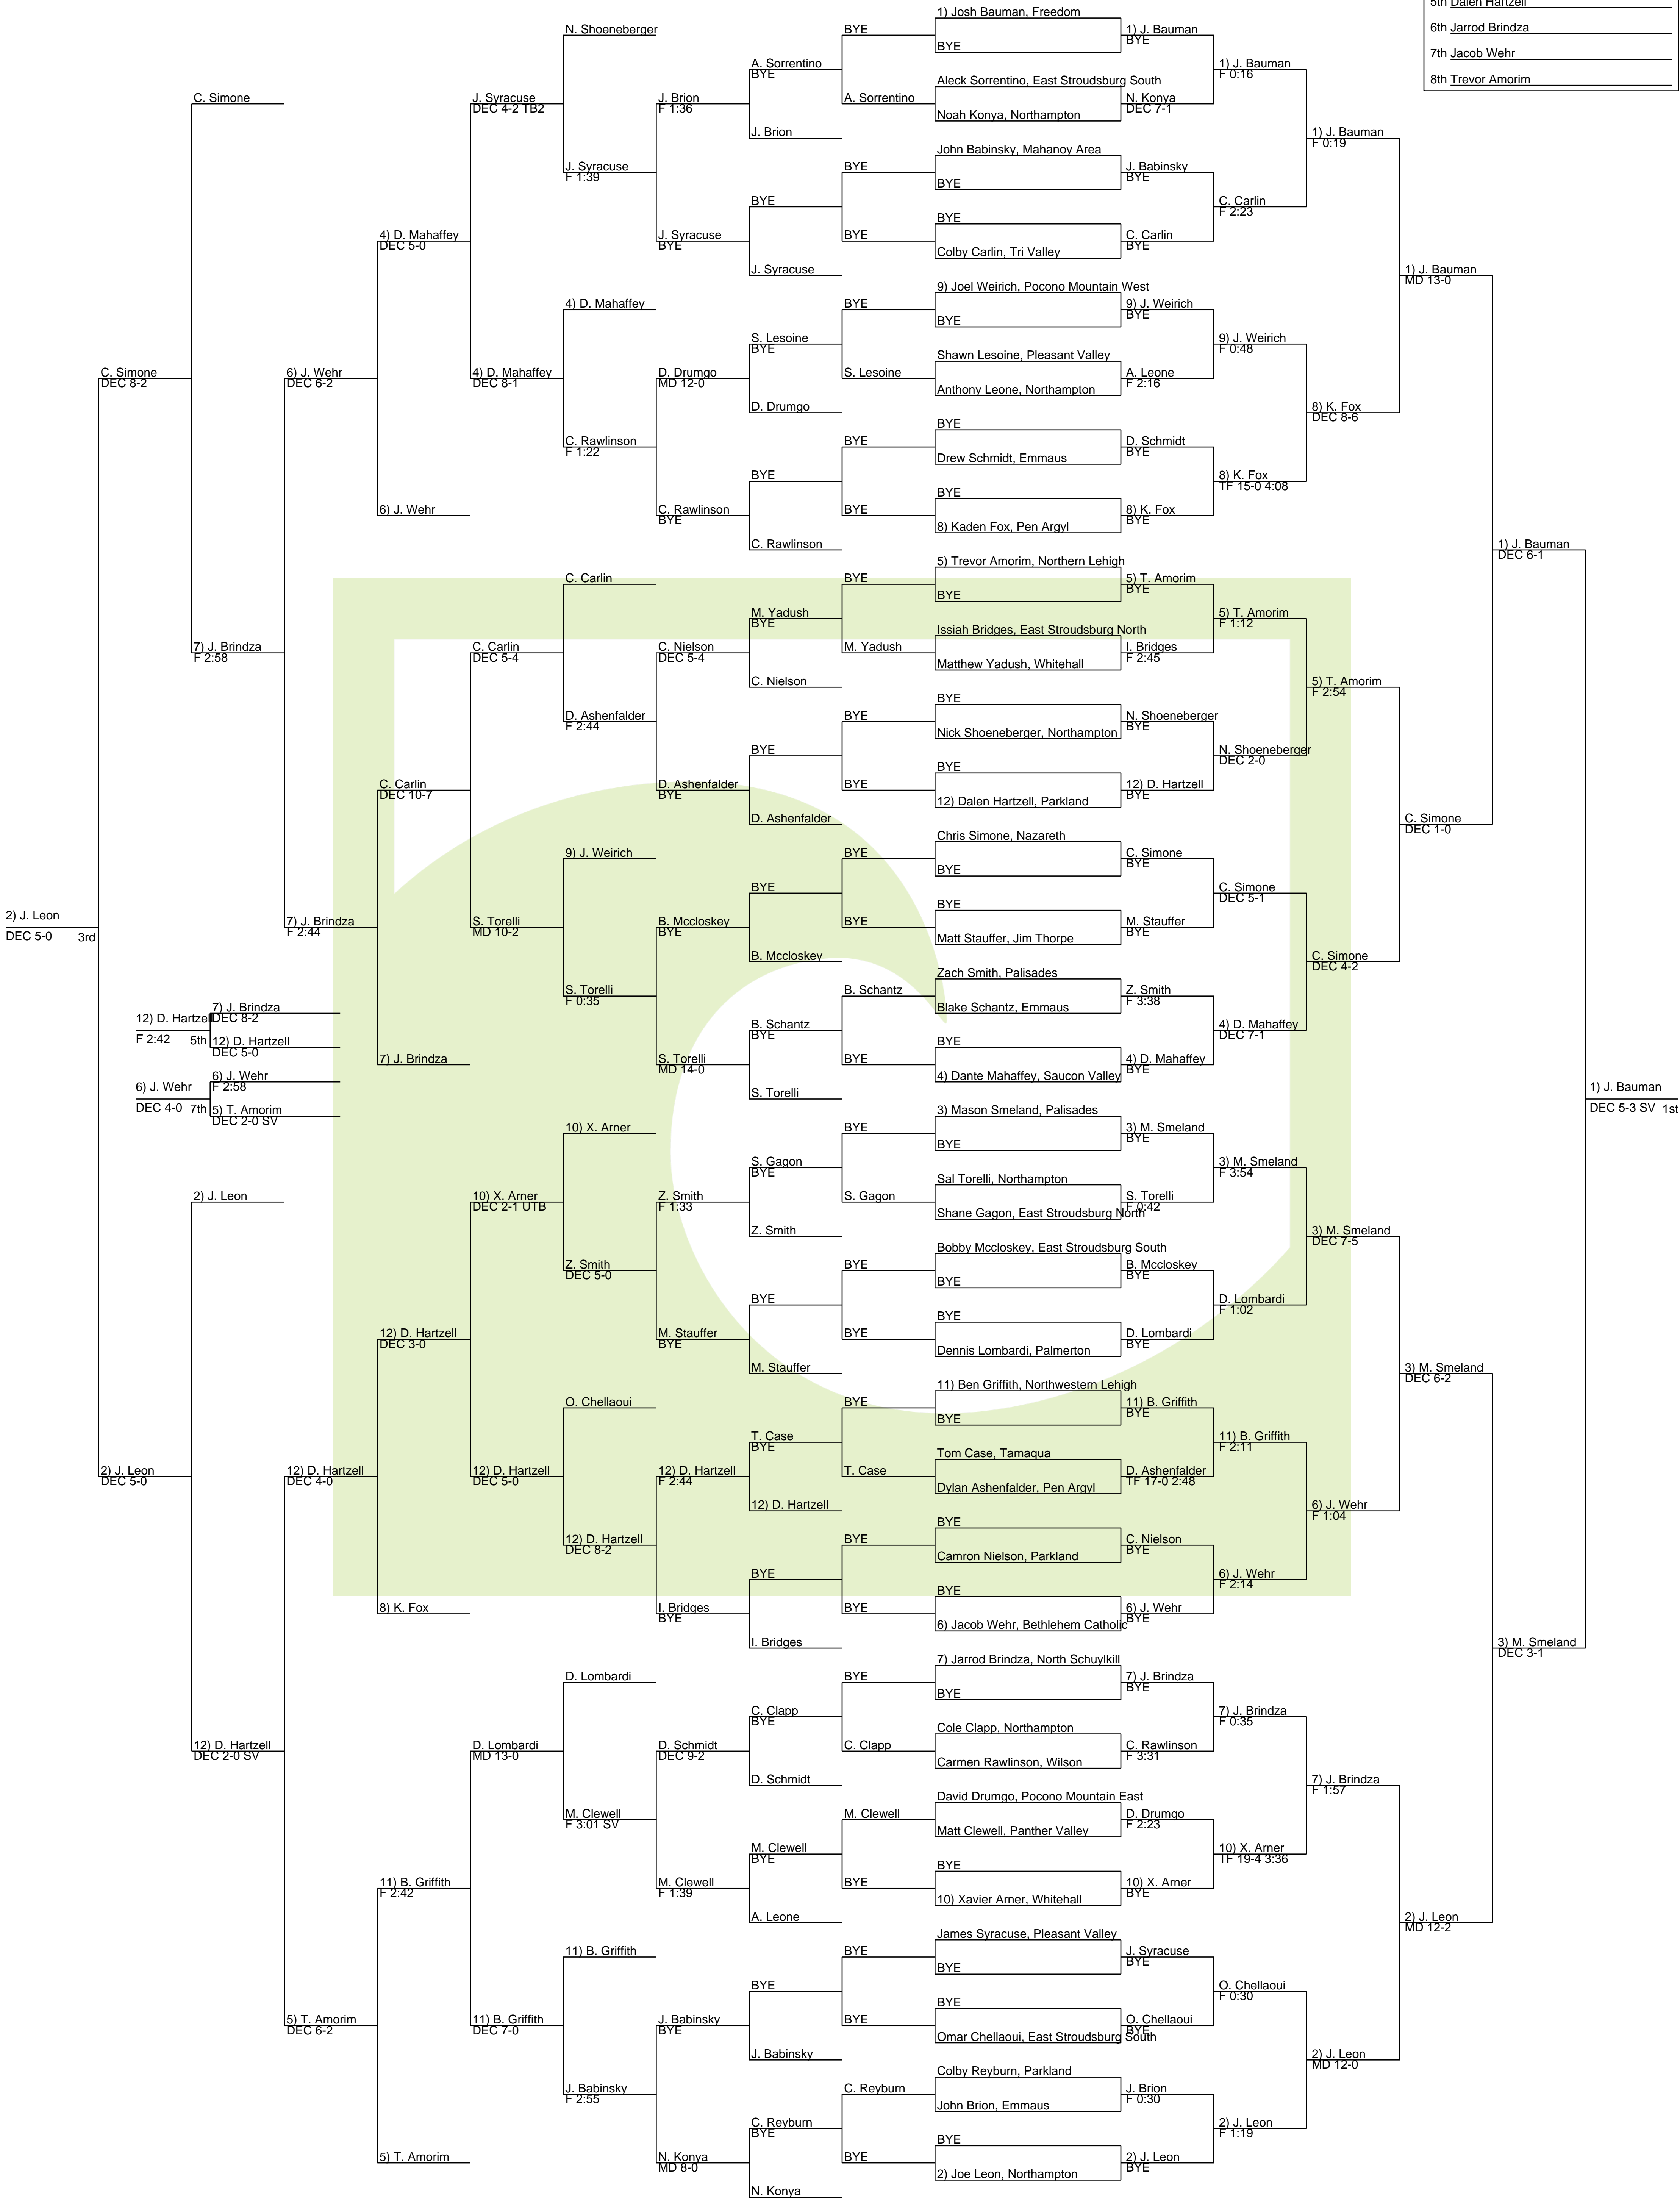 5th Dalen Hartzell
6th Jarrod Brindza
7th Jacob Wehr
8th Trevor Amorim
1) Josh Bauman, Freedom
BYE
Aleck Sorrentino, East Stroudsburg South
Noah Konya, Northampton
John Babinsky, Mahanoy Area
BYE
BYE
Colby Carlin, Tri Valley
9) Joel Weirich, Pocono Mountain West
BYE
Shawn Lesoine, Pleasant Valley
Anthony Leone, Northampton
BYE
Drew Schmidt, Emmaus
BYE
8) Kaden Fox, Pen Argyl
5) Trevor Amorim, Northern Lehigh
BYE
Issiah Bridges, East Stroudsburg North
Matthew Yadush, Whitehall
BYE
Nick Shoeneberger, Northampton
BYE
12) Dalen Hartzell, Parkland
Chris Simone, Nazareth
BYE
BYE
Matt Stauffer, Jim Thorpe
Zach Smith, Palisades
Blake Schantz, Emmaus
BYE
4) Dante Mahaffey, Saucon Valley
3) Mason Smeland, Palisades
BYE
Sal Torelli, Northampton
Shane Gagon, East Stroudsburg North
Bobby Mccloskey, East Stroudsburg South
BYE
BYE
Dennis Lombardi, Palmerton
11) Ben Griffith, Northwestern Lehigh
BYE
Tom Case, Tamaqua
Dylan Ashenfalder, Pen Argyl
BYE
Camron Nielson, Parkland
BYE
6) Jacob Wehr, Bethlehem Catholic
7) Jarrod Brindza, North Schuylkill
BYE
Cole Clapp, Northampton
Carmen Rawlinson, Wilson
David Drumgo, Pocono Mountain East
Matt Clewell, Panther Valley
BYE
10) Xavier Arner, Whitehall
James Syracuse, Pleasant Valley
BYE
BYE
Omar Chellaoui, East Stroudsburg South
Colby Reyburn, Parkland
John Brion, Emmaus
BYE
2) Joe Leon, Northampton
1) J. Bauman
BYE
N. Konya
DEC 7-1
J. Babinsky
BYE
C. Carlin
BYE
9) J. Weirich
BYE
A. Leone
F 2:16
D. Schmidt
BYE
8) K. Fox
BYE
5) T. Amorim
BYE
I. Bridges
F 2:45
N. Shoeneberger
BYE
12) D. Hartzell
BYE
C. Simone
BYE
M. Stauffer
BYE
Z. Smith
F 3:38
4) D. Mahaffey
BYE
3) M. Smeland
BYE
S. Torelli
F 0:42
B. Mccloskey
BYE
D. Lombardi
BYE
11) B. Griffith
BYE
D. Ashenfalder
TF 17-0 2:48
C. Nielson
BYE
6) J. Wehr
BYE
7) J. Brindza
BYE
C. Rawlinson
F 3:31
D. Drumgo
F 2:23
10) X. Arner
BYE
J. Syracuse
BYE
O. Chellaoui
BYE
J. Brion
F 0:30
2) J. Leon
BYE
1) J. Bauman
F 0:16
C. Carlin
F 2:23
9) J. Weirich
F 0:48
8) K. Fox
TF 15-0 4:08
5) T. Amorim
F 1:12
N. Shoeneberger
DEC 2-0
C. Simone
DEC 5-1
4) D. Mahaffey
DEC 7-1
3) M. Smeland
F 3:54
D. Lombardi
F 1:02
11) B. Griffith
F 2:11
6) J. Wehr
F 2:14
7) J. Brindza
F 0:35
10) X. Arner
TF 19-4 3:36
O. Chellaoui
F 0:30
2) J. Leon
F 1:19
1) J. Bauman
F 0:19
8) K. Fox
DEC 8-6
5) T. Amorim
F 2:54
C. Simone
DEC 4-2
3) M. Smeland
DEC 7-5
6) J. Wehr
F 1:04
7) J. Brindza
F 1:57
2) J. Leon
MD 12-0
1) J. Bauman
MD 13-0
C. Simone
DEC 1-0
3) M. Smeland
DEC 6-2
2) J. Leon
MD 12-2
1) J. Bauman
DEC 6-1
3) M. Smeland
DEC 3-1
1) J. Bauman
DEC 5-3 SV 1st
BYE
A. Sorrentino
BYE
BYE
BYE
S. Lesoine
BYE
BYE
BYE
M. Yadush
BYE
BYE
BYE
BYE
B. Schantz
BYE
BYE
S. Gagon
BYE
BYE
BYE
T. Case
BYE
BYE
BYE
C. Clapp
M. Clewell
BYE
BYE
BYE
C. Reyburn
BYE
A. Sorrentino
BYE
J. Brion
BYE
J. Syracuse
S. Lesoine
BYE
D. Drumgo
BYE
C. Rawlinson
M. Yadush
BYE
C. Nielson
BYE
D. Ashenfalder
BYE
B. Mccloskey
B. Schantz
BYE
S. Torelli
S. Gagon
BYE
Z. Smith
BYE
M. Stauffer
T. Case
BYE
12) D. Hartzell
BYE
I. Bridges
C. Clapp
BYE
D. Schmidt
M. Clewell
BYE
A. Leone
BYE
J. Babinsky
C. Reyburn
BYE
N. Konya
J. Brion
F 1:36
J. Syracuse
BYE
D. Drumgo
MD 12-0
C. Rawlinson
BYE
C. Nielson
DEC 5-4
D. Ashenfalder
BYE
B. Mccloskey
BYE
S. Torelli
MD 14-0
Z. Smith
F 1:33
M. Stauffer
BYE
12) D. Hartzell
F 2:44
I. Bridges
BYE
D. Schmidt
DEC 9-2
M. Clewell
F 1:39
J. Babinsky
BYE
N. Konya
MD 8-0
N. Shoeneberger
J. Syracuse
F 1:39
4) D. Mahaffey
C. Rawlinson
F 1:22
C. Carlin
D. Ashenfalder
F 2:44
9) J. Weirich
S. Torelli
F 0:35
10) X. Arner
Z. Smith
DEC 5-0
O. Chellaoui
12) D. Hartzell
DEC 8-2
D. Lombardi
M. Clewell
F 3:01 SV
11) B. Griffith
J. Babinsky
F 2:55
J. Syracuse
DEC 4-2 TB2
4) D. Mahaffey
DEC 8-1
C. Carlin
DEC 5-4
S. Torelli
MD 10-2
10) X. Arner
DEC 2-1 UTB
12) D. Hartzell
DEC 5-0
D. Lombardi
MD 13-0
11) B. Griffith
DEC 7-0
4) D. Mahaffey
DEC 5-0
6) J. Wehr
C. Carlin
DEC 10-7
7) J. Brindza
12) D. Hartzell
DEC 3-0
8) K. Fox
11) B. Griffith
F 2:42
5) T. Amorim
6) J. Wehr
DEC 6-2
7) J. Brindza
F 2:44
12) D. Hartzell
DEC 4-0
5) T. Amorim
DEC 6-2
C. Simone
7) J. Brindza
F 2:58
2) J. Leon
12) D. Hartzell
DEC 2-0 SV
C. Simone
DEC 8-2
2) J. Leon
DEC 5-0
2) J. Leon
DEC 5-0 3rd
7) J. Brindza
DEC 8-2
12) D. Hartzell
F 2:42 5th
12) D. Hartzell
DEC 5-0
6) J. Wehr
F 2:58
6) J. Wehr
DEC 4-0 7th
5) T. Amorim
DEC 2-0 SV